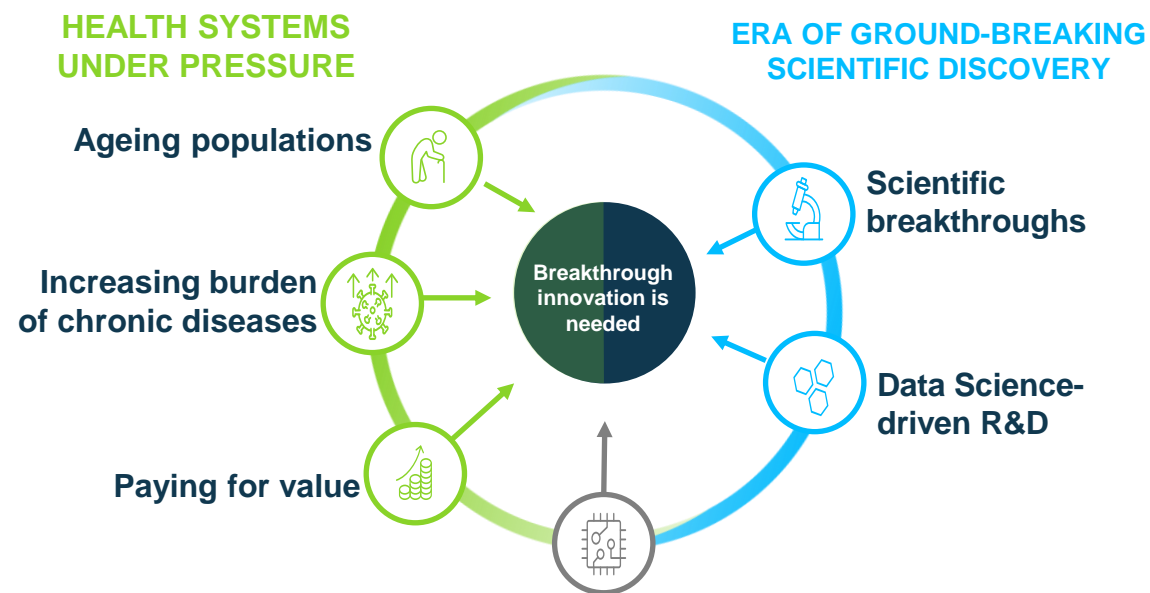 HEALTH SYSTEMS
UNDER PRESSURE
ERA OF GROUND-BREAKING
SCIENTIFIC DISCOVERY
Ageing populations
Increasing burden
of chronic diseases
Paying for value
Breakthrough
innovation is
needed
Scientific
breakthroughs
Data Science-
driven R&D